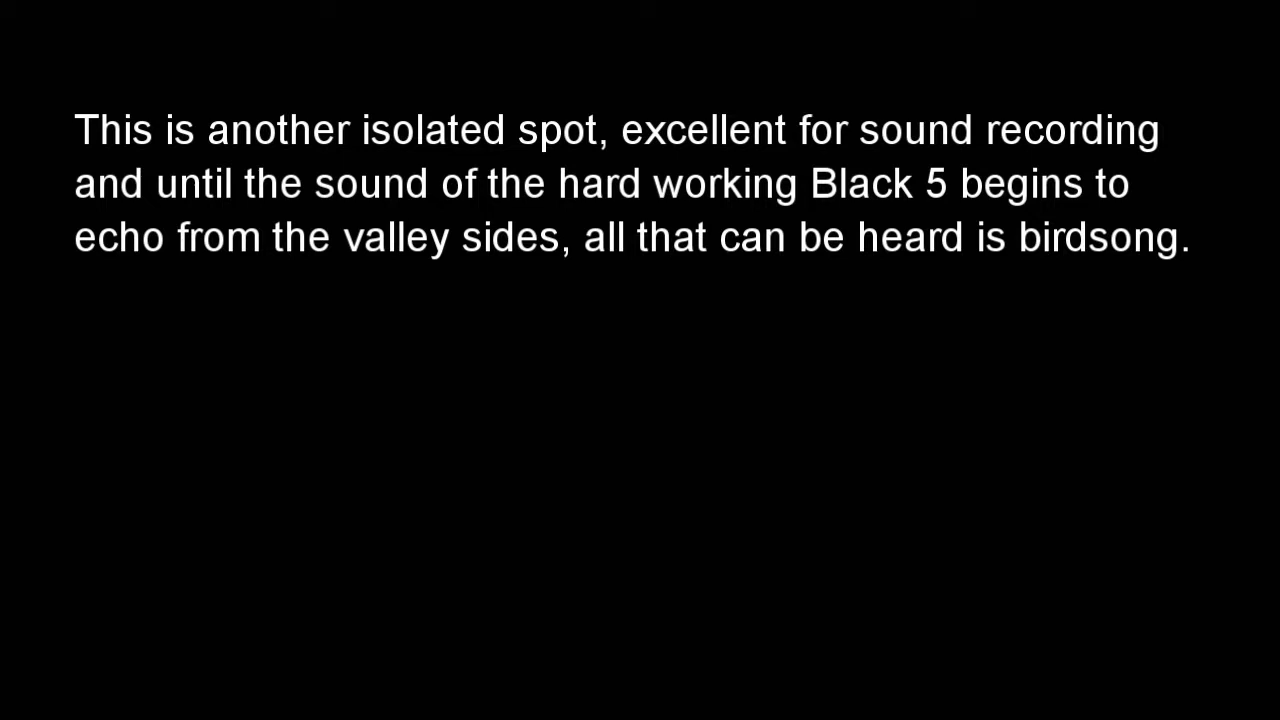 This is another isolated spot, excellent for sound recording
and until the sound of the hard working Black 5 begins to
echo from the valley sides, all that can be heard is birdsong.